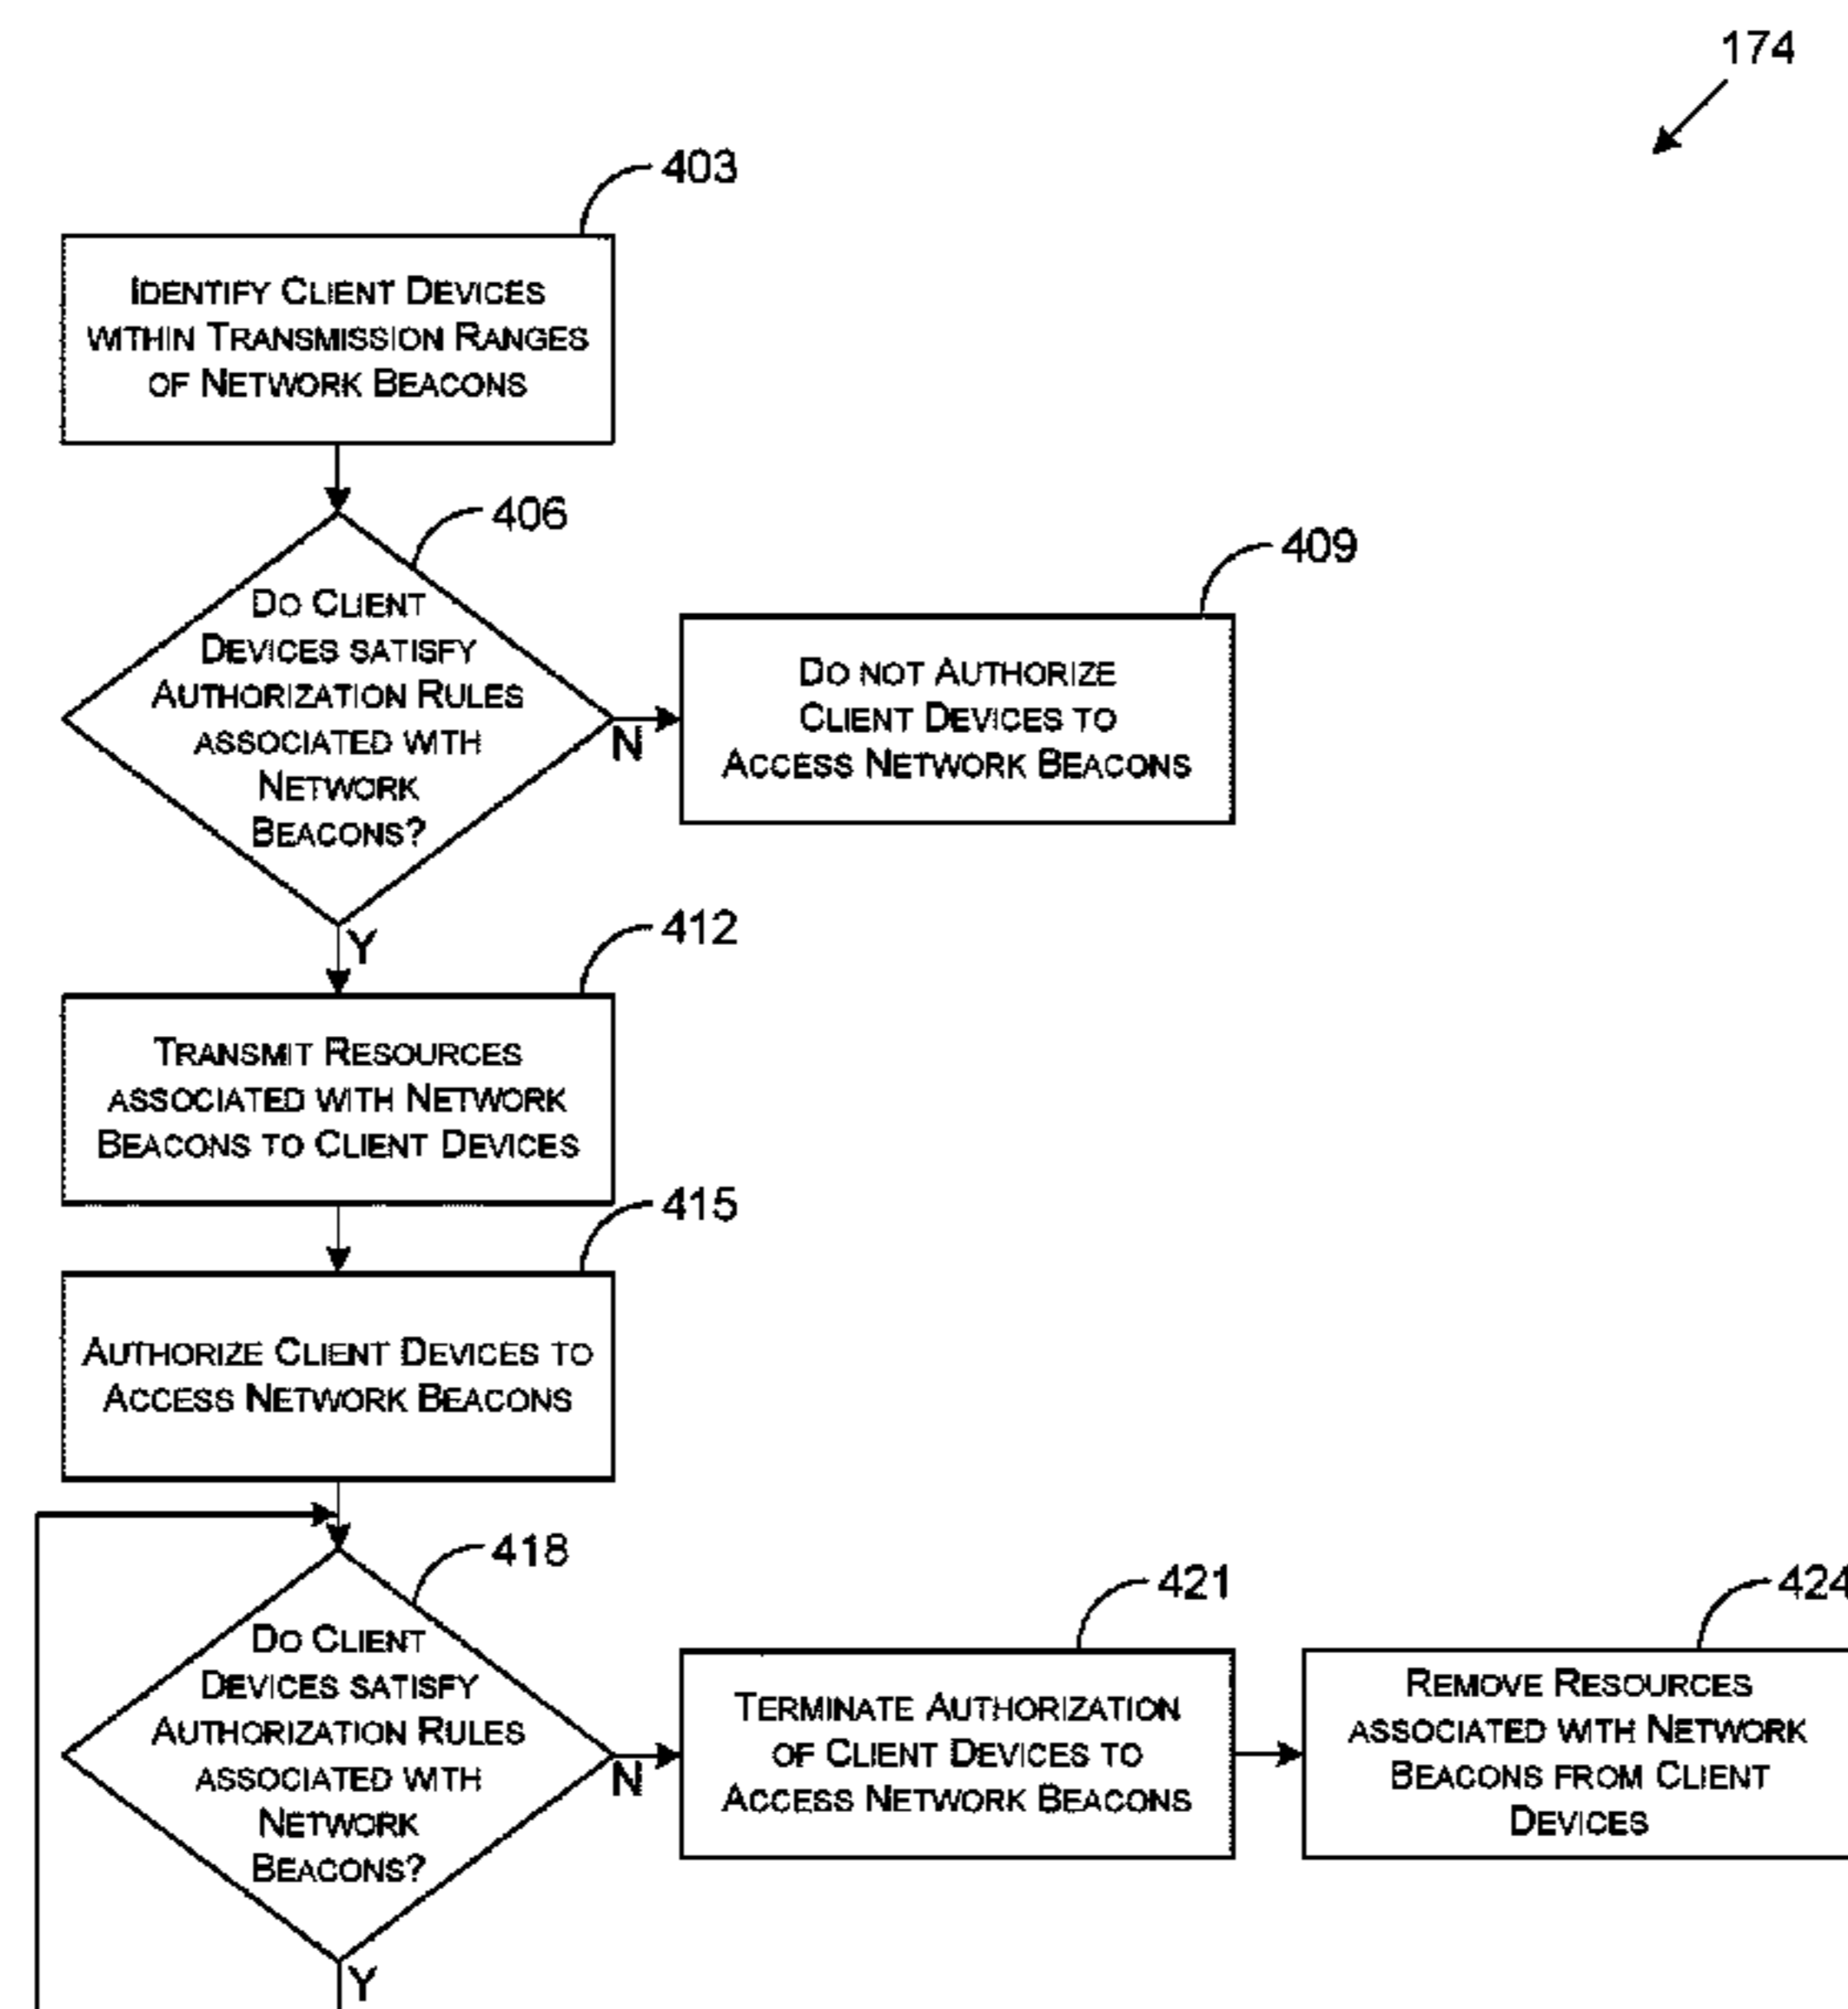 174
403
IDENTIFY CLIENT DEVICES
WITHIN TRANSMISSION RANGES
OF NETWORK BEACONS
406
DO CLIENT
DEVICES SATISFY
AUTHORIZATION RULES
ASSOCIATED WITH
NETWORK
BEACONS?
N
Y
409
DO NOT AUTHORIZE
CLIENT DEVICES TO
ACCESS NETWORK BEACONS
412
TRANSMIT RESOURCES
ASSOCIATED WITH NETWORK
BEACONS TO CLIENT DEVICES
415
AUTHORIZE CLIENT DEVICES TO
ACCESS NETWORK BEACONS
418
DO CLIENT
DEVICES SATISFY
AUTHORIZATION RULES
ASSOCIATED WITH
NETWORK
BEACONS?
N
Y
421
TERMINATE AUTHORIZATION
OF CLIENT DEVICES TO
ACCESS NETWORK BEACONS
424
REMOVE RESOURCES
ASSOCIATED WITH NETWORK
BEACONS FROM CLIENT
DEVICES